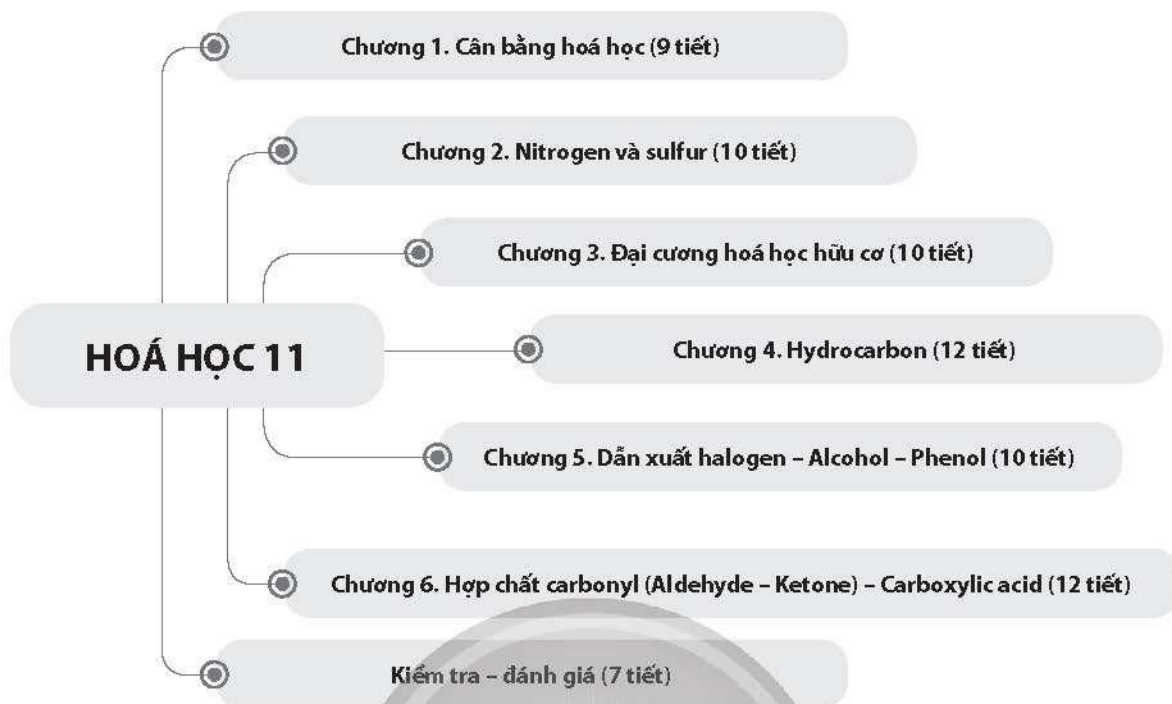 Chương 1. Cân bằng hoá học (9 tiết)
Chương 2. Nitrogen và sulfur (10 tiết)
Chương 3. Đại cương hoá học hữu cơ (10 tiết)
HOÁ HỌC 11
Chương 4. Hydrocarbon (12 tiết)
Chương 5. Dẫn xuất halogen – Alcohol – Phenol (10 tiết)
Chương 6. Hợp chất carbonyl (Aldehyde – Ketone) – Carboxylic acid (12 tiết)
Kiểm tra – đánh giá (7 tiết)